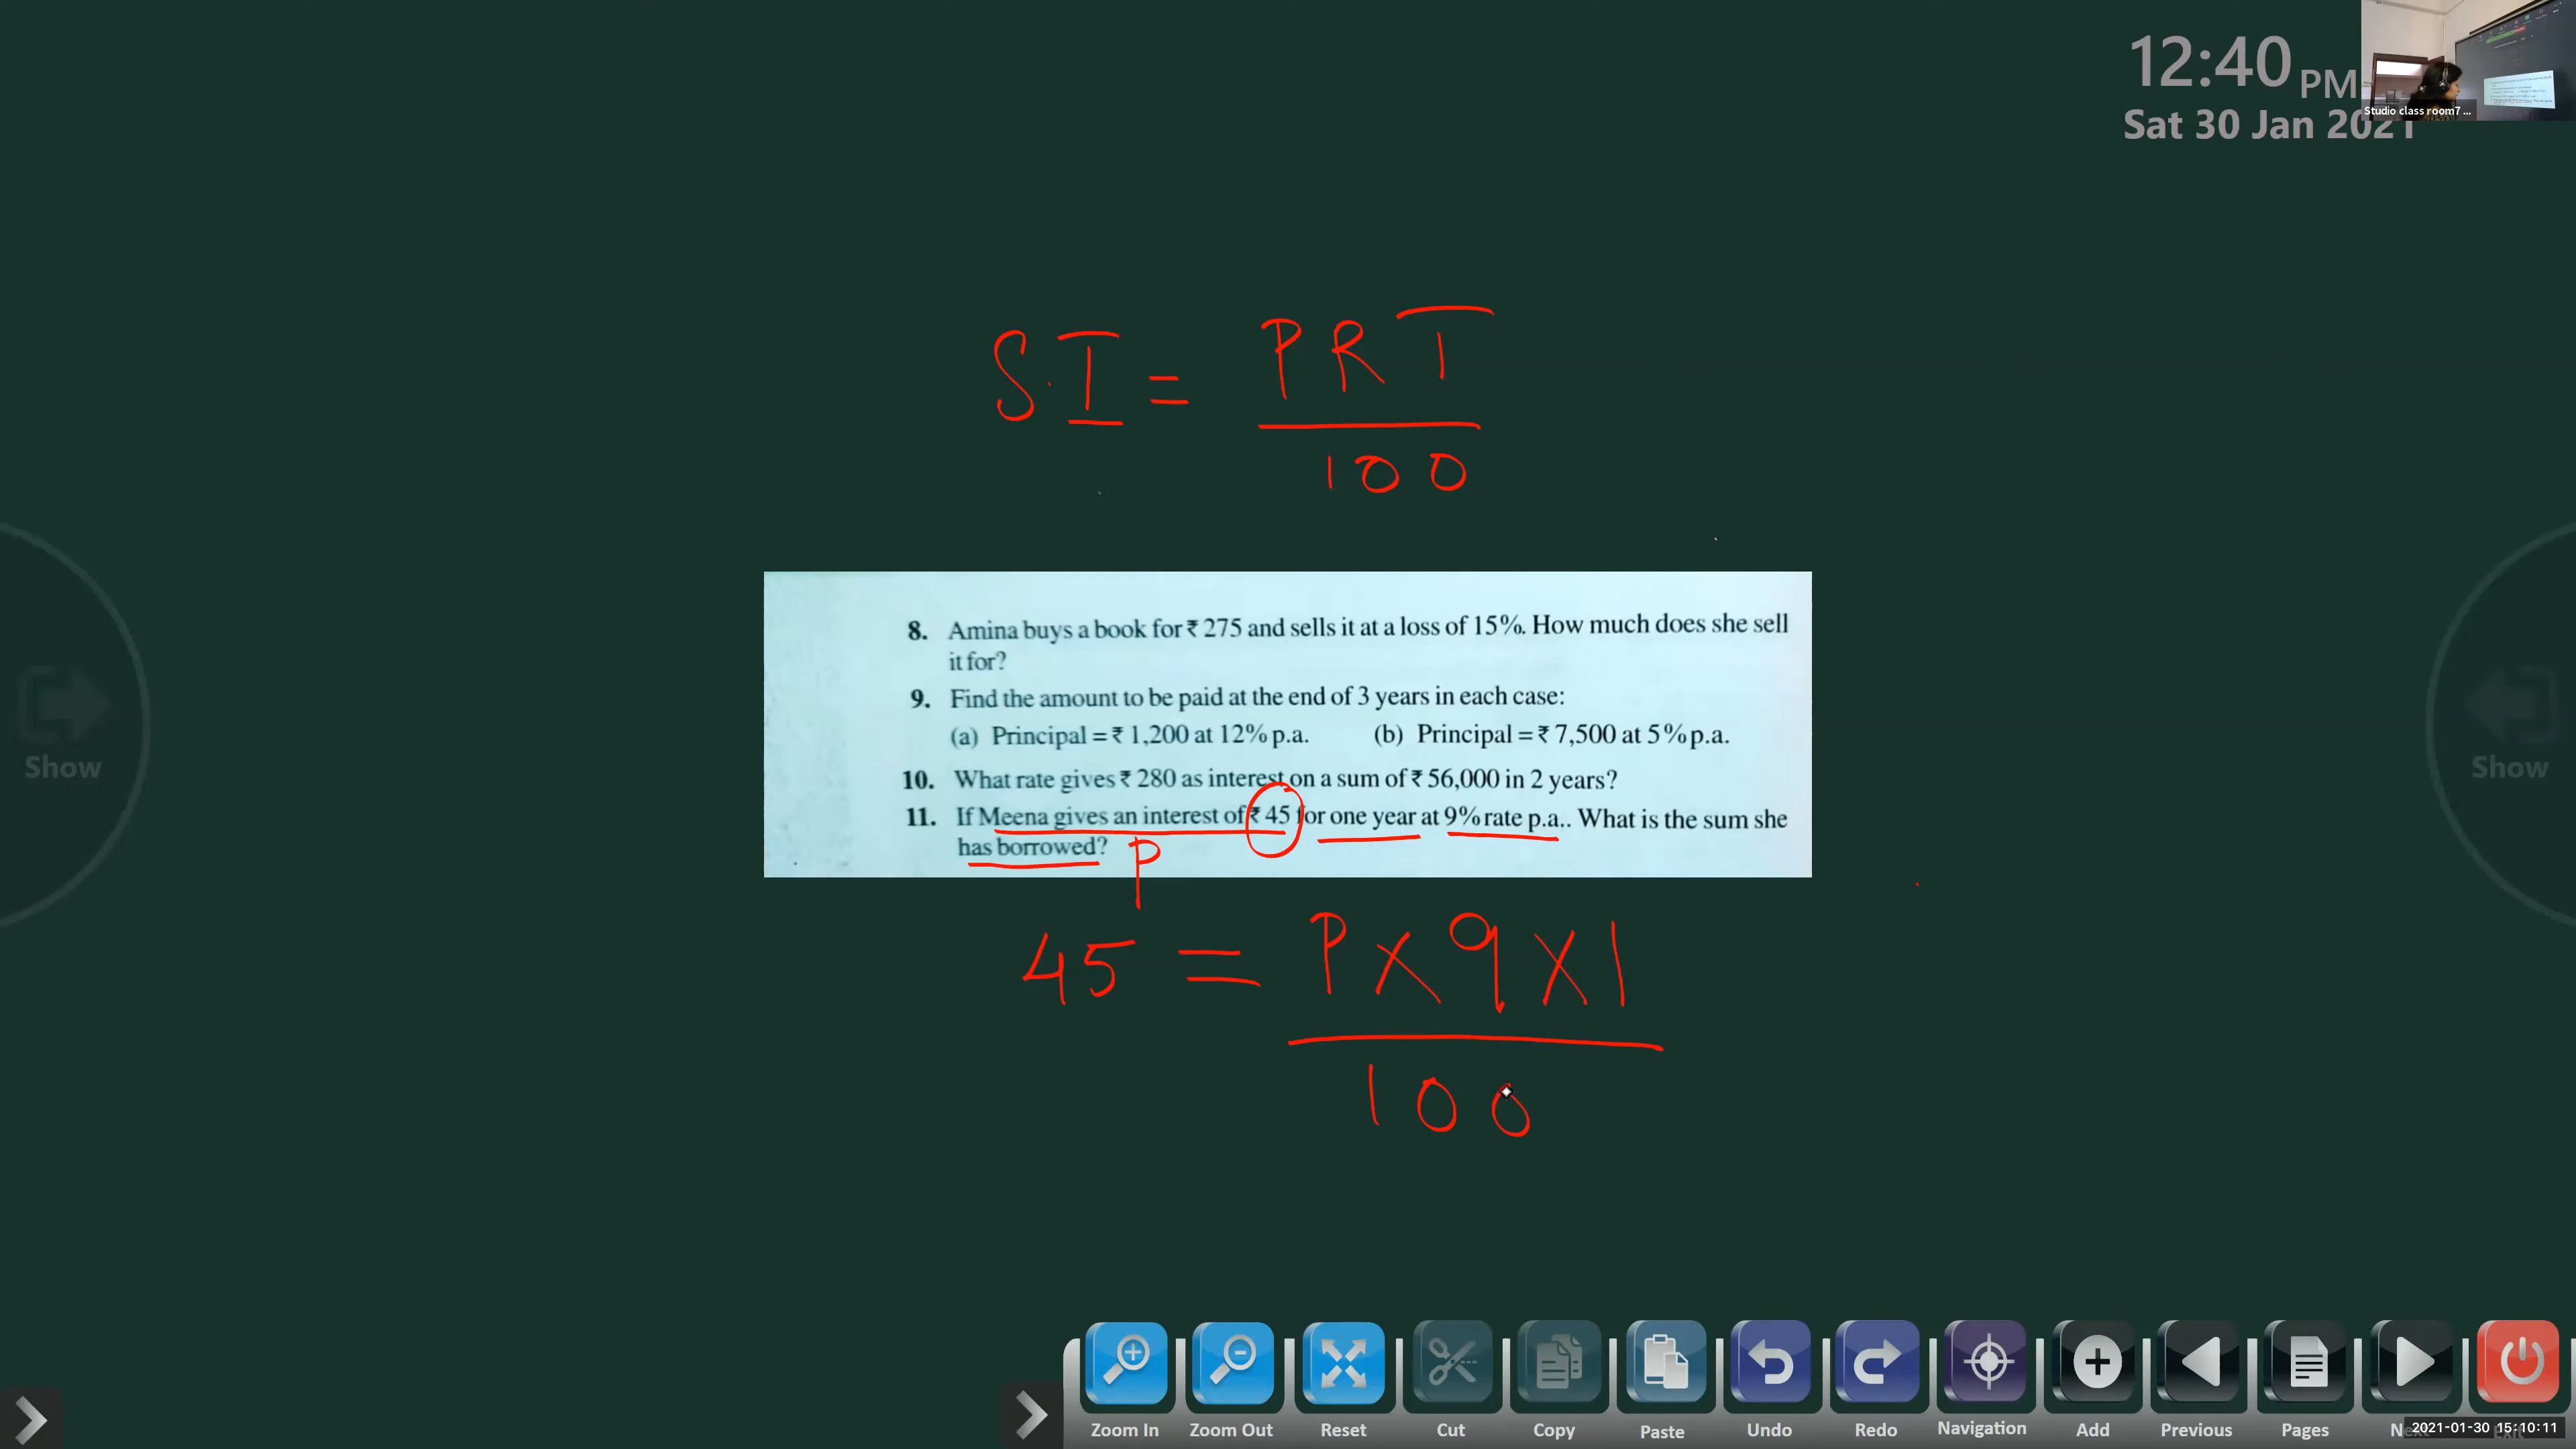 12:40 PM
Sat 30 Jan 2021
Studio class room7 ...
S.I = PRT
100
8. Amina buys a book for ₹ 275 and sells it at a loss of 15%. How much does she sell
it for?
9. Find the amount to be paid at the end of 3 years in each case:
(a) Principal = ₹ 1,200 at 12% p.a. (b) Principal = ₹ 7,500 at 5% p.a.
10. What rate gives ₹ 280 as interest on a sum of ₹ 56,000 in 2 years?
11. If Meena gives an interest of ₹ 45 for one year at 9% rate p.a.. What is the sum she
has borrowed? P
45 = P X 9 X 1
100
Show
Show
Zoom In Zoom Out Reset Cut Copy Paste Undo Redo Navigation Add Previous Pages
2021-01-30 15:10:11